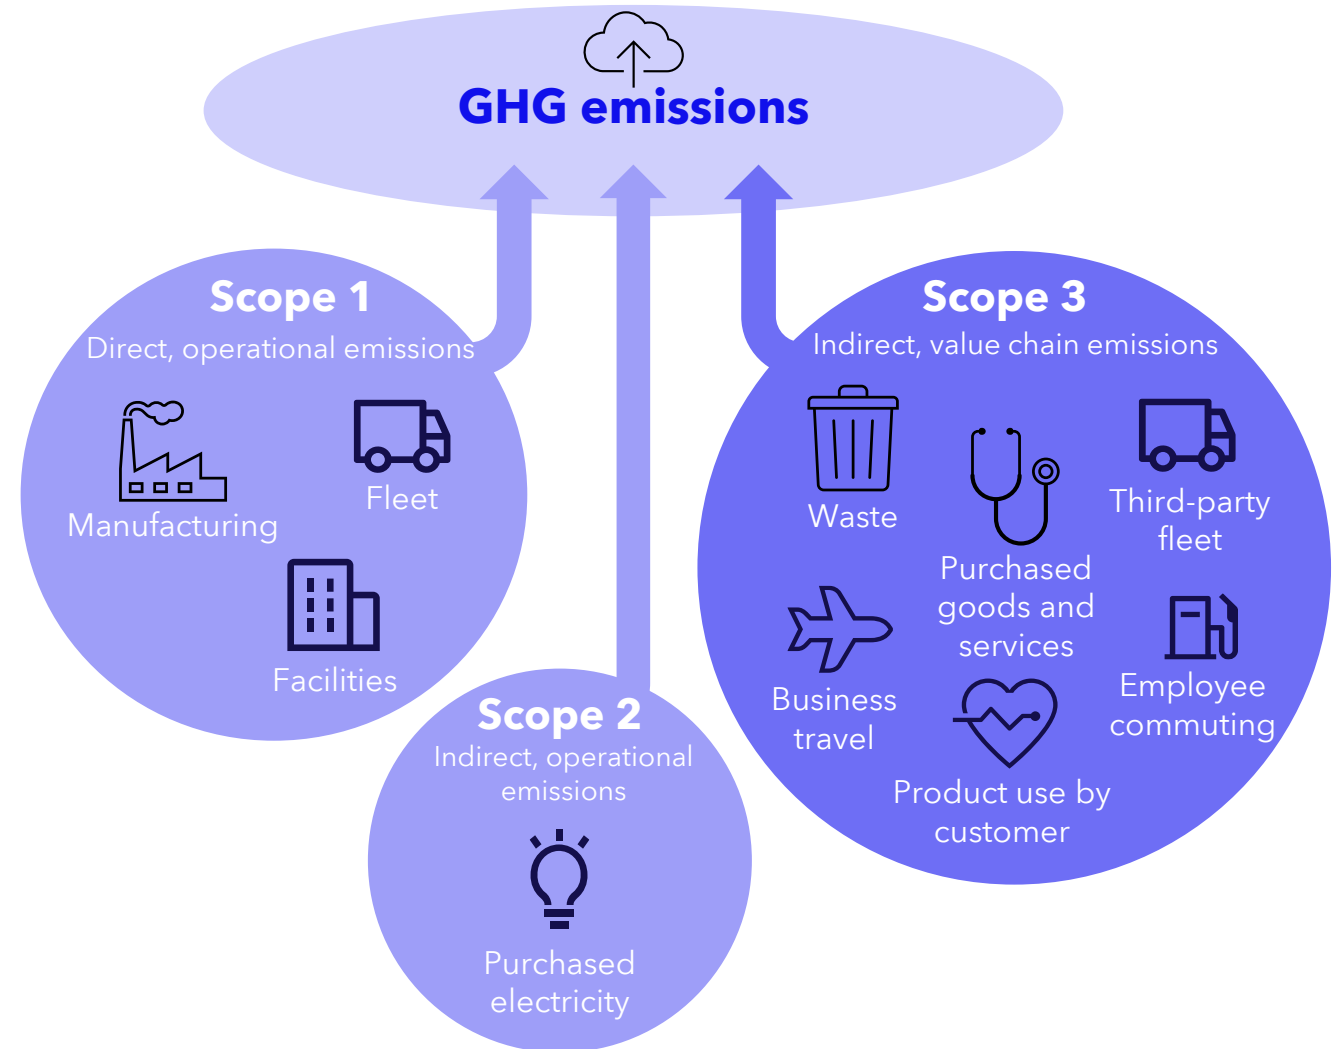 GHG emissions
Scope 1
Direct, operational emissions
Manufacturing
Fleet
Facilities
Scope 2
Indirect, operational
emissions
Purchased
electricity
Scope 3
Indirect, value chain emissions
Waste
Purchased
goods and
services
Third-party
fleet
Business
travel
Employee
commuting
Product use by
customer